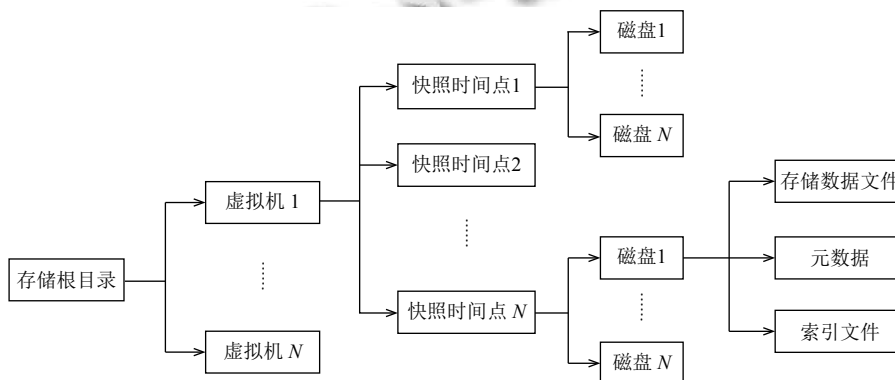 存储根目录
虚拟机 1
虚拟机 N
快照时间点1
快照时间点2
快照时间点 N
磁盘1
磁盘 N
磁盘1
磁盘 N
存储数据文件
元数据
索引文件